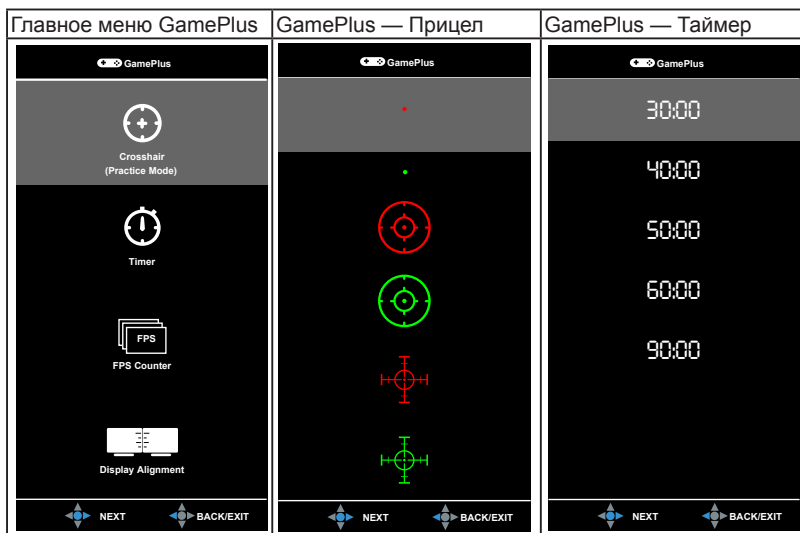 Главное меню GamePlus
GamePlus — Прицел
GamePlus — Таймер
GamePlus
Crosshair
(Practice Mode)
Timer
FPS
FPS Counter
Display Alignment
NEXT BACK/EXIT
GamePlus
NEXT BACK/EXIT
GamePlus
30:00
40:00
50:00
60:00
90:00
NEXT BACK/EXIT